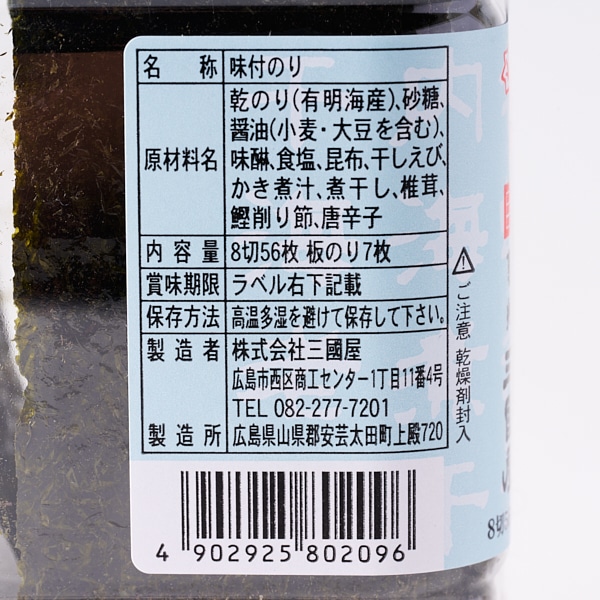 名称 味付のり
原材料名 乾のり(有明海産)、砂糖、
醤油(小麦・大豆を含む)、
味醂、食塩、昆布、干しえび、
かき煮汁、煮干し、椎茸、
鰹削り節、唐辛子
内容量 8切56枚 板のり7枚
賞味期限 ラベル右下記載
保存方法 高温多湿を避けて保存して下さい。
製造者 株式会社三國屋
広島市西区商工センター1丁目11番4号
TEL 082-277-7201
製造所 広島県山県郡安芸太田町上殿720
4 902925 802096
ご注意 乾燥剤封入